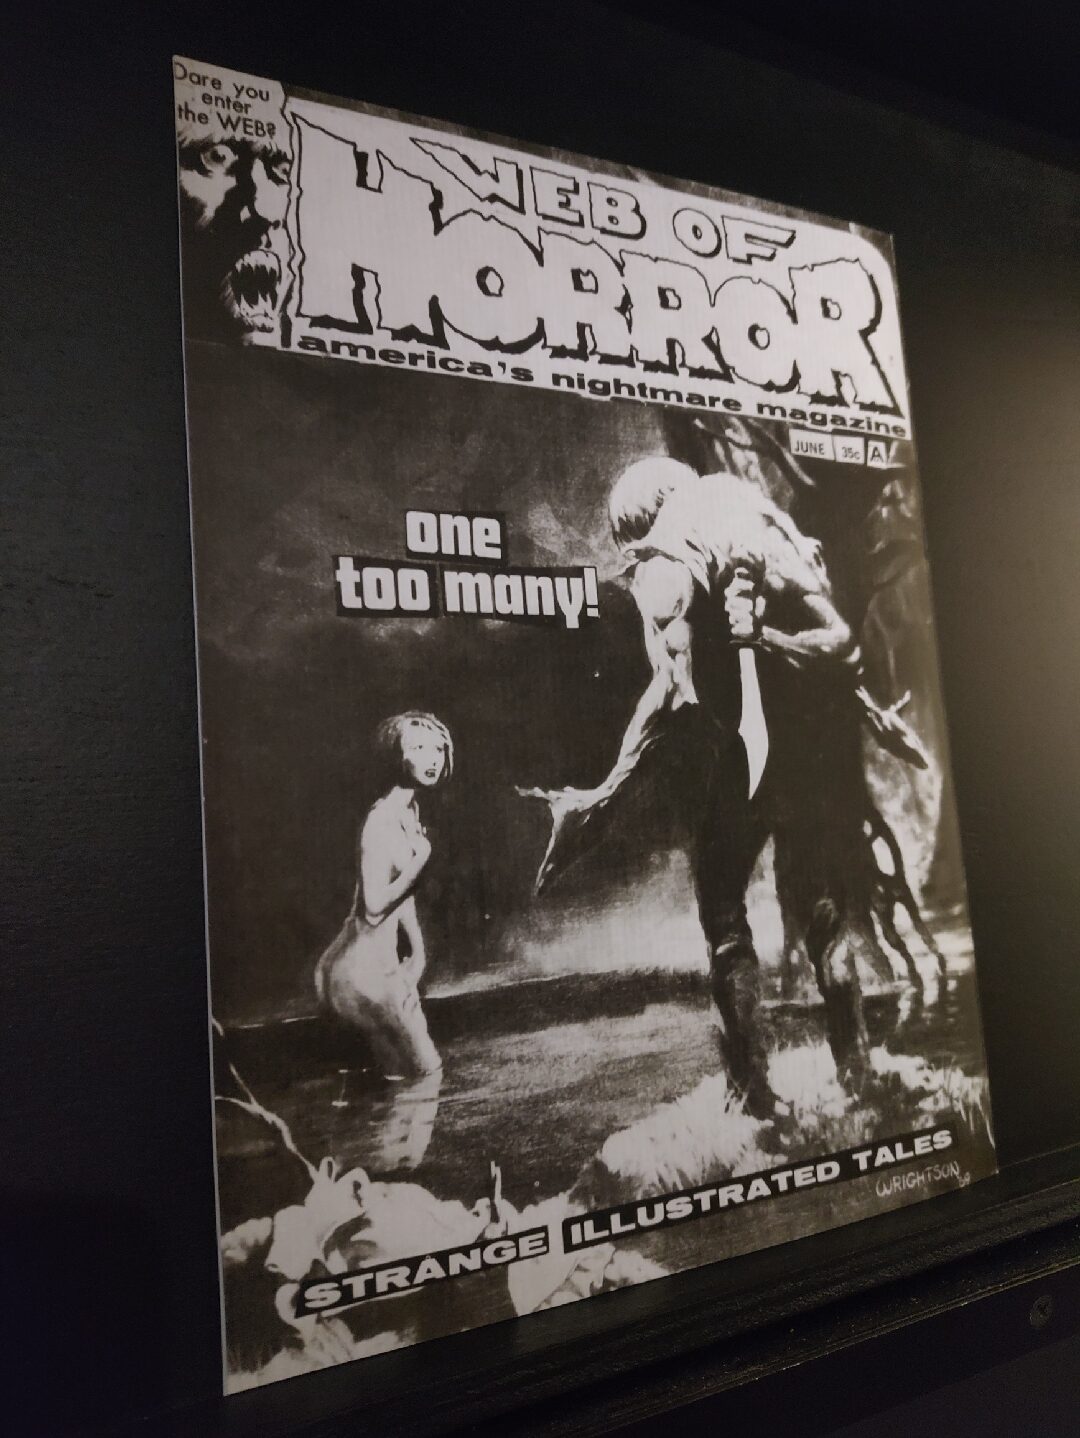 Dare you
enter
the WEB?
WEB OF
HORROR
america's nightmare magazine
JUNE 35c A
one
too many!
STRANGE ILLUSTRATED TALES
WRIGHTSON
69